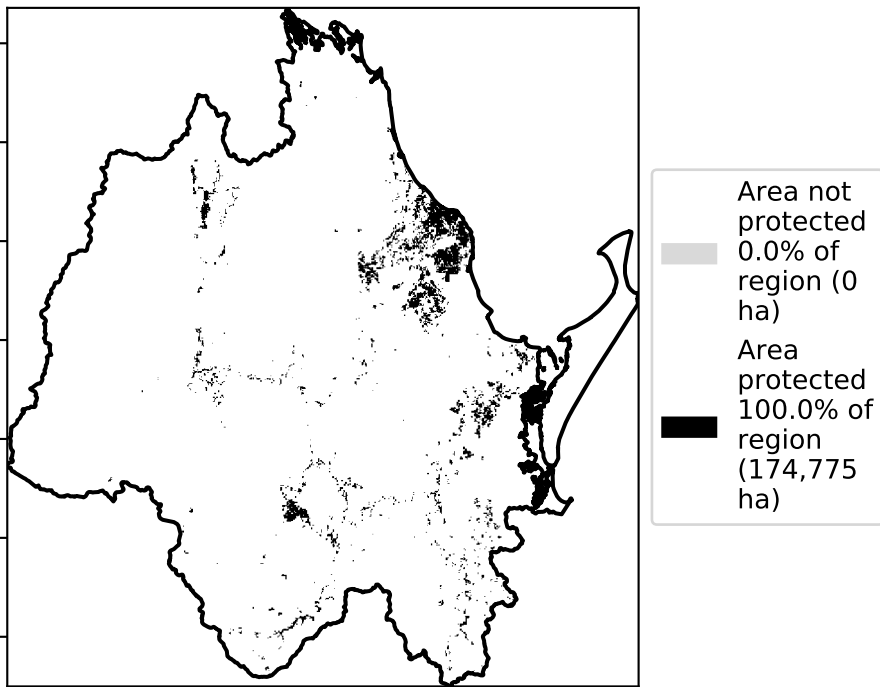 Area not
protected
0.0% of
region (0
ha)
Area
protected
100.0% of
region
(174,775
ha)